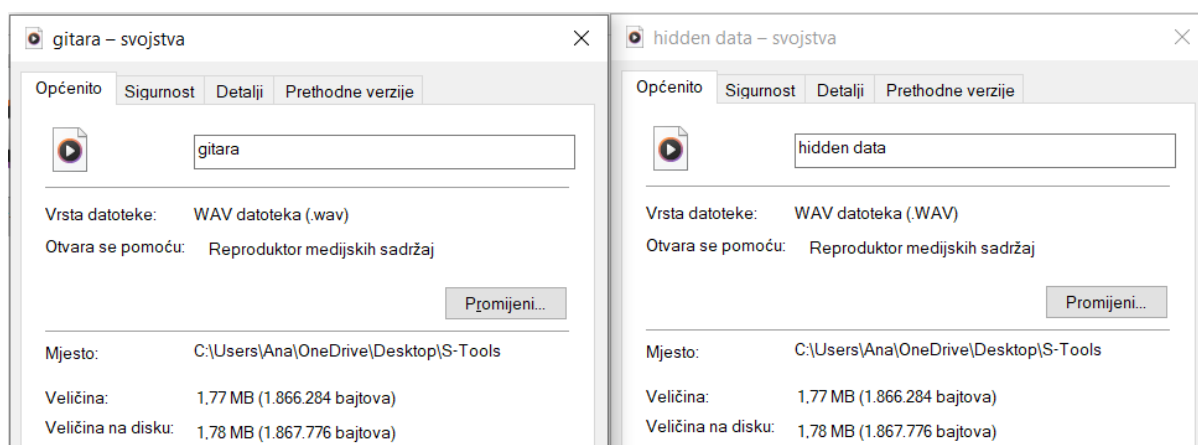 gitara – svojstva
Općenito Sigurnost Detalji Prethodne verzije
gitara
Vrsta datoteke: WAV datoteka (.wav)
Otvara se pomoću: Reproduktor medijskih sadržaj
Promijeni...
Mjesto: C:\Users\Ana\OneDrive\Desktop\S-Tools
Veličina: 1,77 MB (1.866.284 bajtova)
Veličina na disku: 1,78 MB (1.867.776 bajtova)
hidden data – svojstva
Općenito Sigurnost Detalji Prethodne verzije
hidden data
Vrsta datoteke: WAV datoteka (.WAV)
Otvara se pomoću: Reproduktor medijskih sadržaj
Promijeni...
Mjesto: C:\Users\Ana\OneDrive\Desktop\S-Tools
Veličina: 1,77 MB (1.866.284 bajtova)
Veličina na disku: 1,78 MB (1.867.776 bajtova)